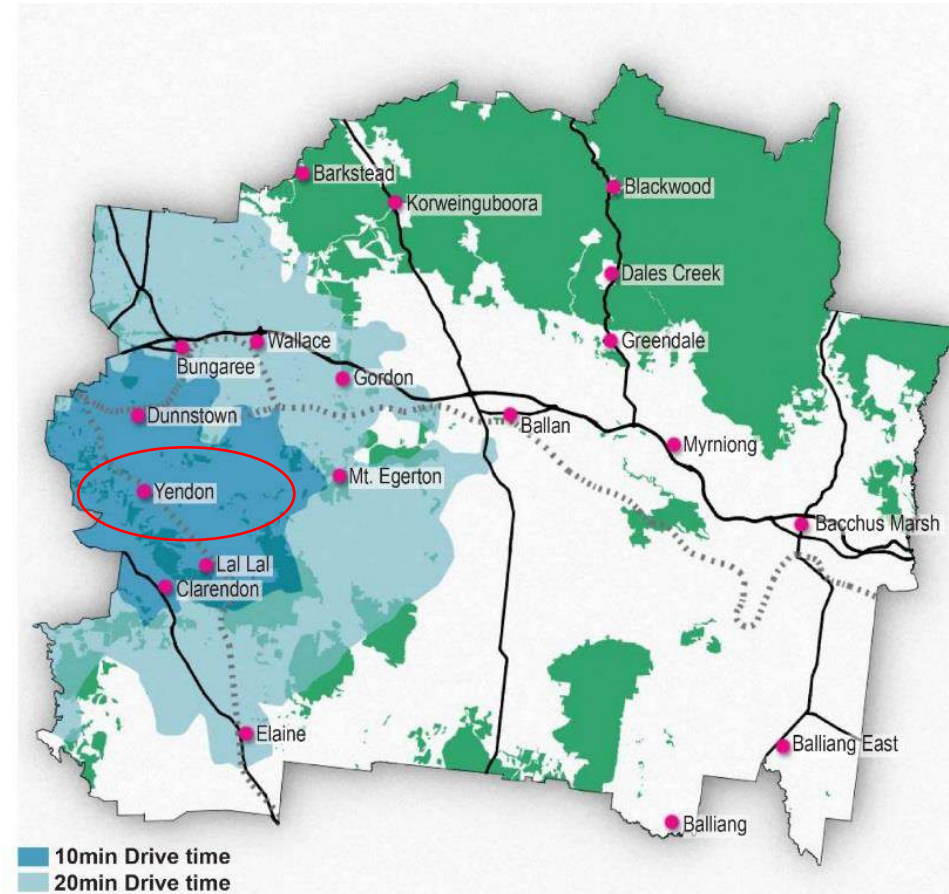 Barkstead
Blackwood
Korweinguboora
Dales Creek
Wallace
Greendale
Bungaree
Gordon
Dunnstown
Ballan
Myrniong
Mt. Egerton
Yendon
Bacchus Marsh
Lal Lal
Clarendon
Elaine
Balliang East
Balliang
10min Drive time
20min Drive time